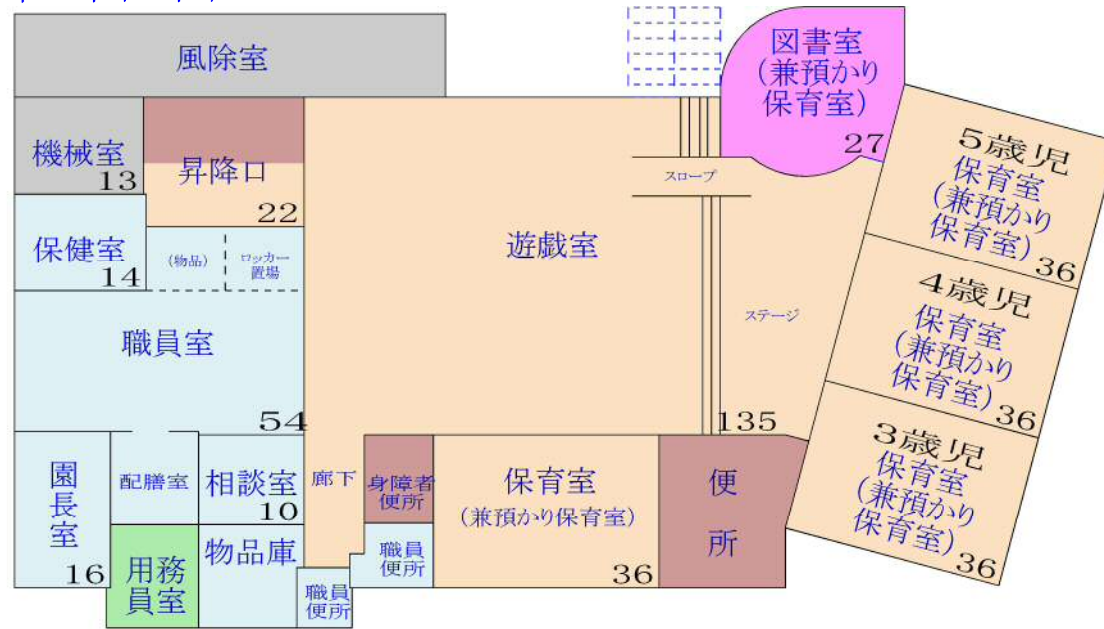 風除室
図書室
(兼預かり
保育室)
27
機械室
13
昇降口
22
スロープ
5歳児
保育室
(兼預かり
保育室)
36
保健室
14
(物品)
ロッカー
置場
遊戯室
4歳児
保育室
(兼預かり
保育室)
36
職員室
54
ステージ
135
3歳児
保育室
(兼預かり
保育室)
36
園長室
16
配膳室
相談室
10
廊下
身障者
便所
保育室
(兼預かり保育室)
36
便所
用務
員室
物品庫
職員
便所
職員
便所